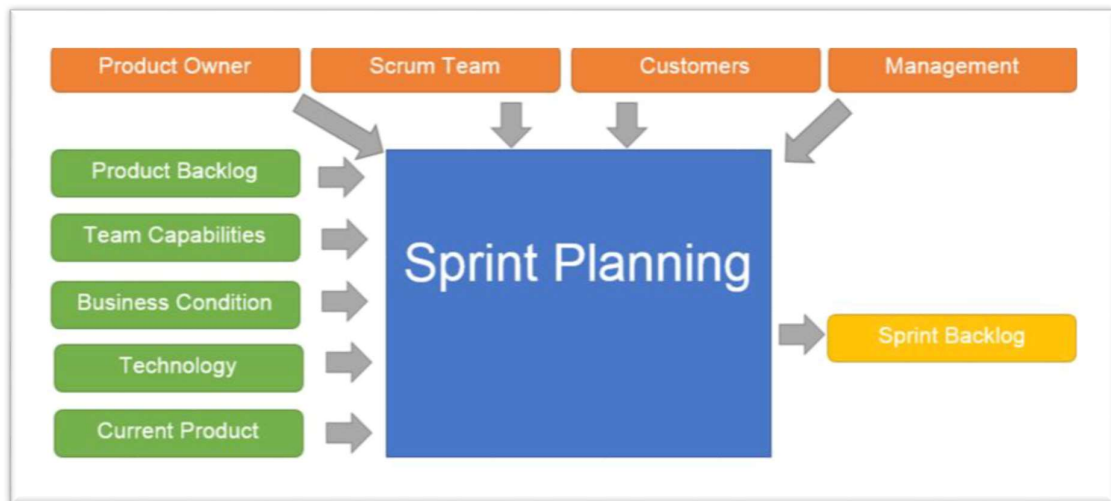 Product Owner
Scrum Team
Customers
Management
Product Backlog
Team Capabilities
Business Condition
Technology
Current Product
Sprint Planning
Sprint Backlog